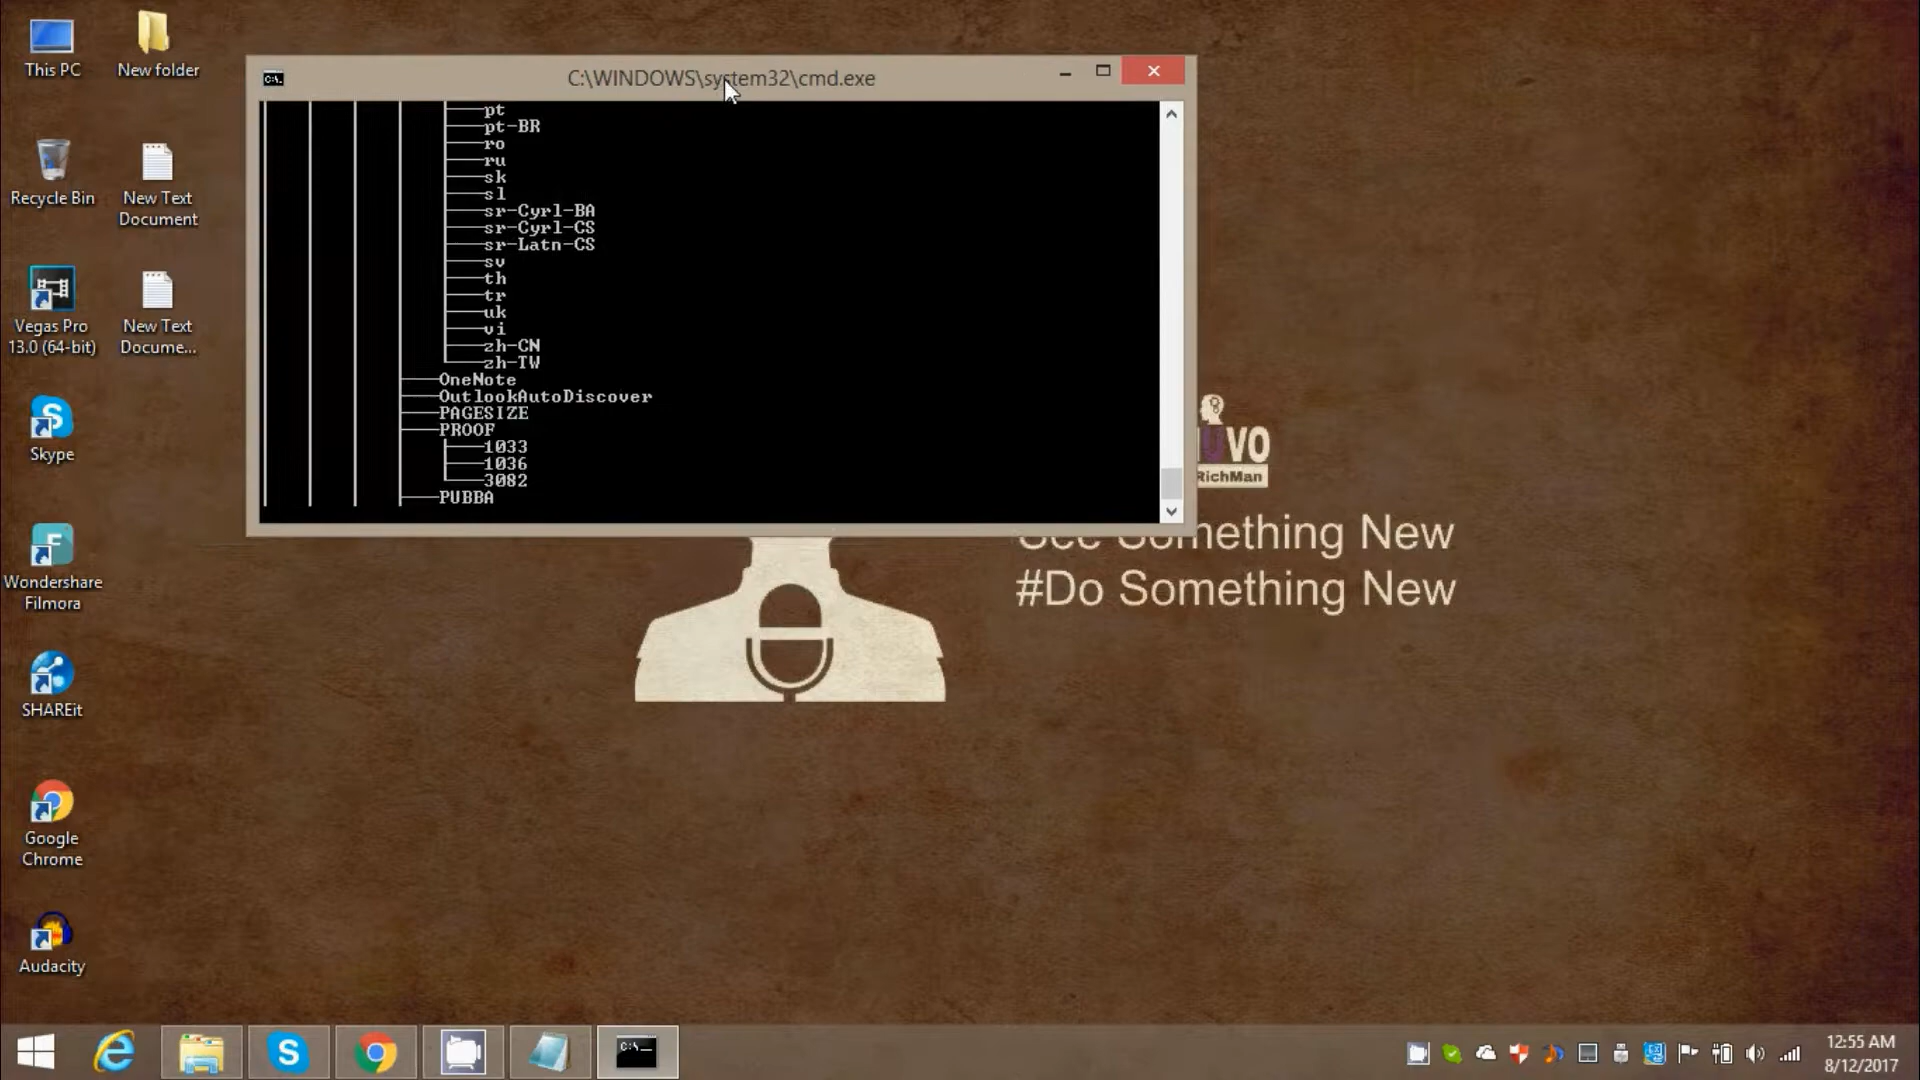 This PC
New folder
Recycle Bin
New Text
Document
Vegas Pro
13.0 (64-bit)
New Text
Docume...
Skype
Wondershare
Filmora
SHAREit
Google
Chrome
Audacity
C:\WINDOWS\system32\cmd.exe
pt
pt-BR
ro
ru
sk
sl
sr-Cyrl-BA
sr-Cyrl-CS
sr-Latn-CS
sv
th
tr
uk
vi
zh-CN
zh-TW
OneNote
OutlookAutoDiscover
PAGESIZE
PROOF
1033
1036
3082
PUBBA
VO
RichMan
See Something New
#Do Something New
12:55 AM
8/12/2017